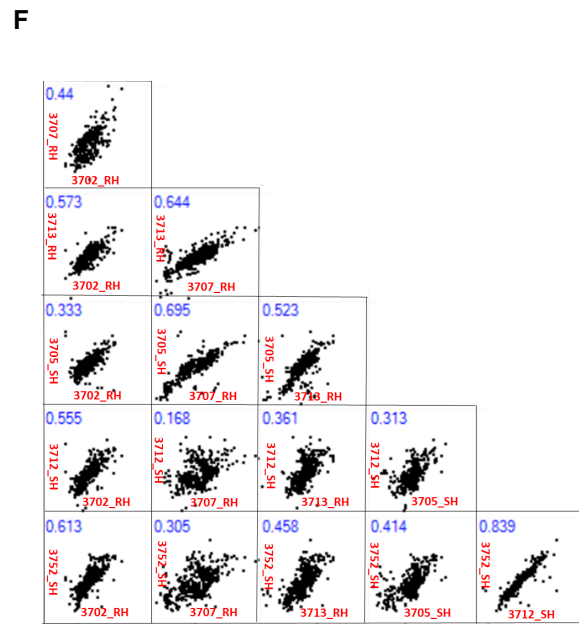 F
0.44
3707_RH
3702_RH
0.573
0.644
3713_RH
3713_RH
3702_RH
3707_RH
0.333
0.695
0.523
3705_SH
3705_SH
3705_SH
3702_RH
3707_RH
3713_RH
0.555
0.168
0.361
0.313
3712_SH
3712_SH
3712_SH
3712_SH
3702_RH
3707_RH
3713_RH
3705_SH
0.613
0.305
0.458
0.414
0.839
3752_SH
3752_SH
3752_SH
3752_SH
3752_SH
3702_RH
3707_RH
3713_RH
3705_SH
3712_SH